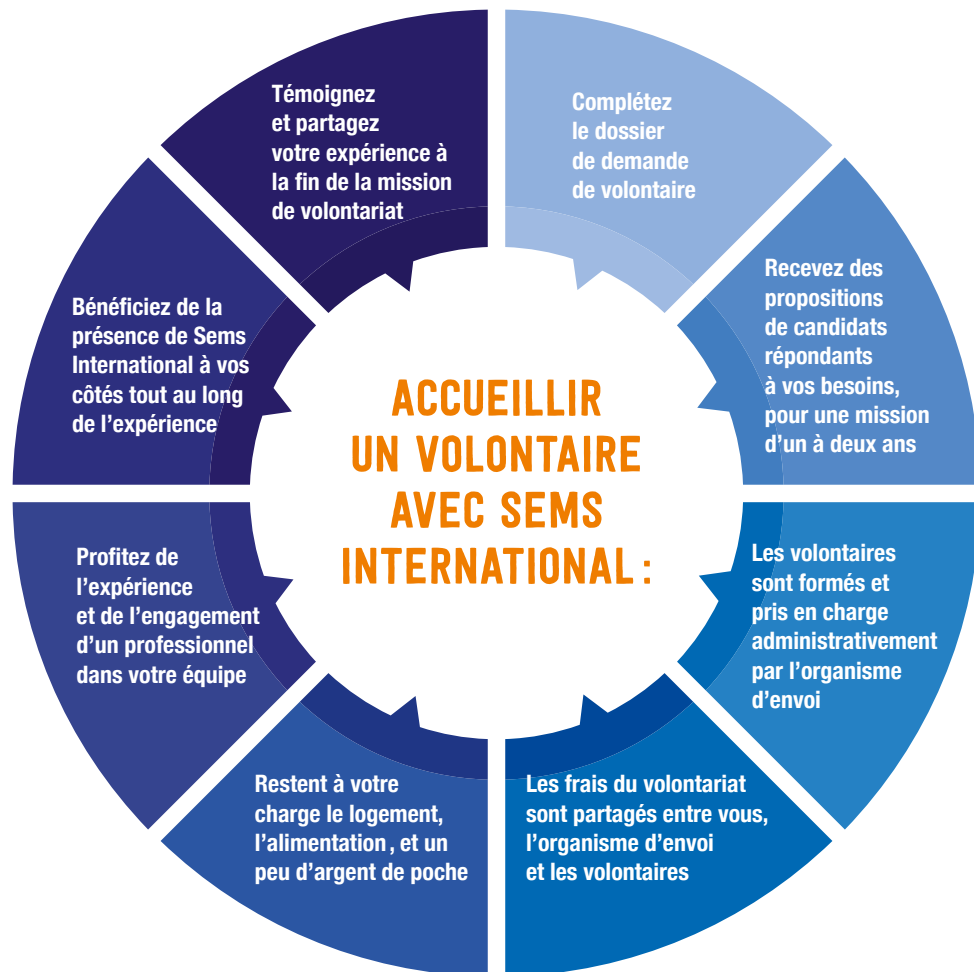 ACCUEILLIR
UN VOLONTAIRE
AVEC SEMS
INTERNATIONAL :
Complétez
le dossier
de demande
de volontaire
Recevez des
propositions
de candidats
répondants
à vos besoins,
pour une mission
d'un à deux ans
Les volontaires
sont formés et
pris en charge
administrativement
par l'organisme
d'envoi
Les frais du volontariat
sont partagés entre vous,
l'organisme d'envoi
et les volontaires
Restent à votre
charge le logement,
l'alimentation, et un
peu d'argent de poche
Profitez de
l'expérience
et de l'engagement
d'un professionnel
dans votre équipe
Bénéficiez de la
présence de Sems
International à vos
côtés tout au long
de l'expérience
Témoignez
et partagez
votre expérience à
la fin de la mission
de volontariat